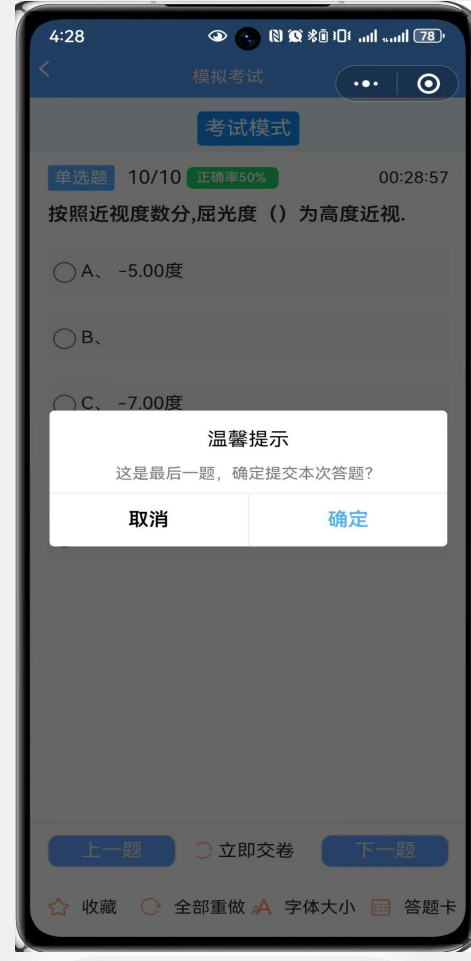 4:28
78
模拟考试
考试模式
单选题 10/10 正确率50% 00:28:57
按照近视度数分,屈光度（）为高度近视.
A、 -5.00度
B、
C、 -7.00度
温馨提示
这是最后一题，确定提交本次答题?
取消 确定
上一题 立即交卷 下一题
收藏 全部重做 AA 字体大小 答题卡